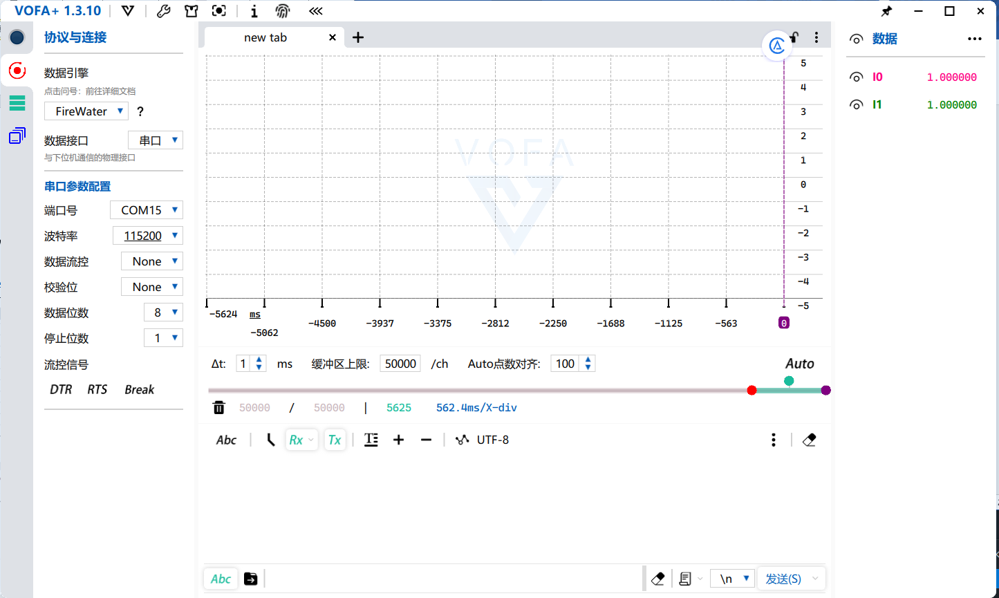 VOFA+ 1.3.10
协议与连接
数据引擎
点击问号：前往详细文档
FireWater
?
数据接口
串口
与下位机通信的物理接口
串口参数配置
端口号
COM15
波特率
115200
数据流控
None
校验位
None
数据位数
8
停止位数
1
流控信号
DTR RTS Break
new tab
VOFA
5
4
3
2
1
0
-1
-2
-3
-4
-5
-5624 ms
-5062
-4500
-3937
-3375
-2812
-2250
-1688
-1125
-563
0
Δt: 1 ms 缓冲区上限: 50000 /ch Auto点数对齐: 100 Auto
50000 / 50000 | 5625 562.4ms/X-div
Abc Rx Tx UTF-8
Abc \n 发送(S)
数据
I0 1.000000
I1 1.000000